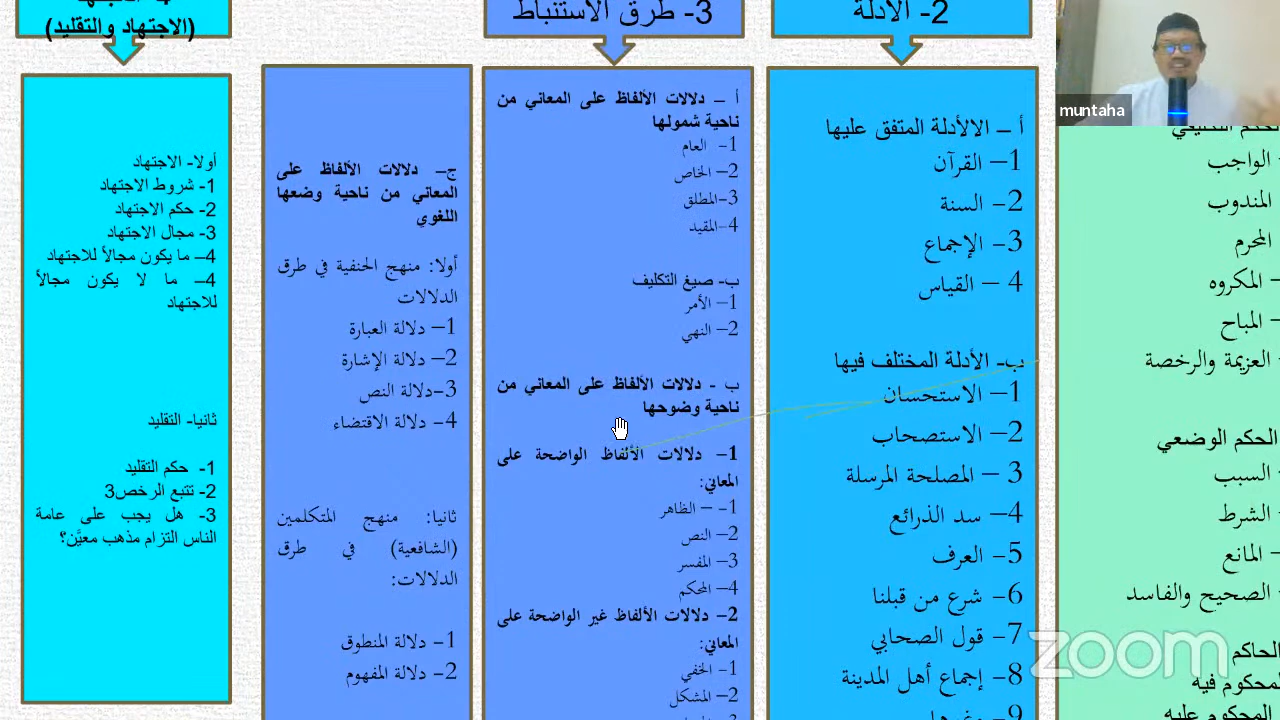 muntaha
zoom
الواجب
المندوب
المحرم
المكروه
المباح
العزيمة والرخصة
الحكم الوضعي
السبب
الشرط
المانع
الصحيح والفاسد
الحاكم
المحكوم فيه
المحكوم عليه
2- الأدلة
أ – الالادلة المتفق عليها
1– القرآن
2- السنة
3- الإجماع
4 – القياس
ب- الأدلة المختلف فيها
1– الاستحسان
2– الاستصحاب
3 – المصلحة المرسلة
4– سد الذرائع
5– العرف
6- شرع من قبلنا
7– قول الصحابي
8- إجماع أهل المدينة
3- طرق الاستنباط
أ – دلالات الألفاظ على المعاني من
ناحية شمولها
1- العام
2– الخاص
3–المطلق
4–المقيد
ب- صيغ التكليف
1– الأمر
2– النهي
ب - دلالات الألفاظ على المعاني من
ناحية وضوحها
1– دلالات الألفاظ الواضحة على
المعاني:
1- الظاهر
2– النص
3– المفسر
4– المحكم
2– دلالات الألفاظ غير الواضحة على
المعاني:
1– الخفي
ج– دلالات الالفاظ على
المعاني من ناحية وضعها
اللغوي
أولا: منهج الحنفية في طرق
الدلالات
1– دلالة العبارة
2– دلالة الإشارة
3-دلالة النص
4- دلالة الاقتضاء
ثانيا: منهج المتكلمين
(الشافعية) في طرق
الدلالات:
1- دلالة المنطوق
2- دلالة المفهوم
(الاجتهاد والتقليد)
أولا- الاجتهاد
1- شروط الاجتهاد
2- حكم الاجتهاد
3- مجال الاجتهاد
4– ما يكون مجالاً للاجتهاد
4– ما لا يكون مجالاً
للاجتهاد
ثانيا- التقليد
1- حكم التقليد
2- تتبع الرخص3
3- هل يجب على عامة
الناس التزام مذهب معيّن؟